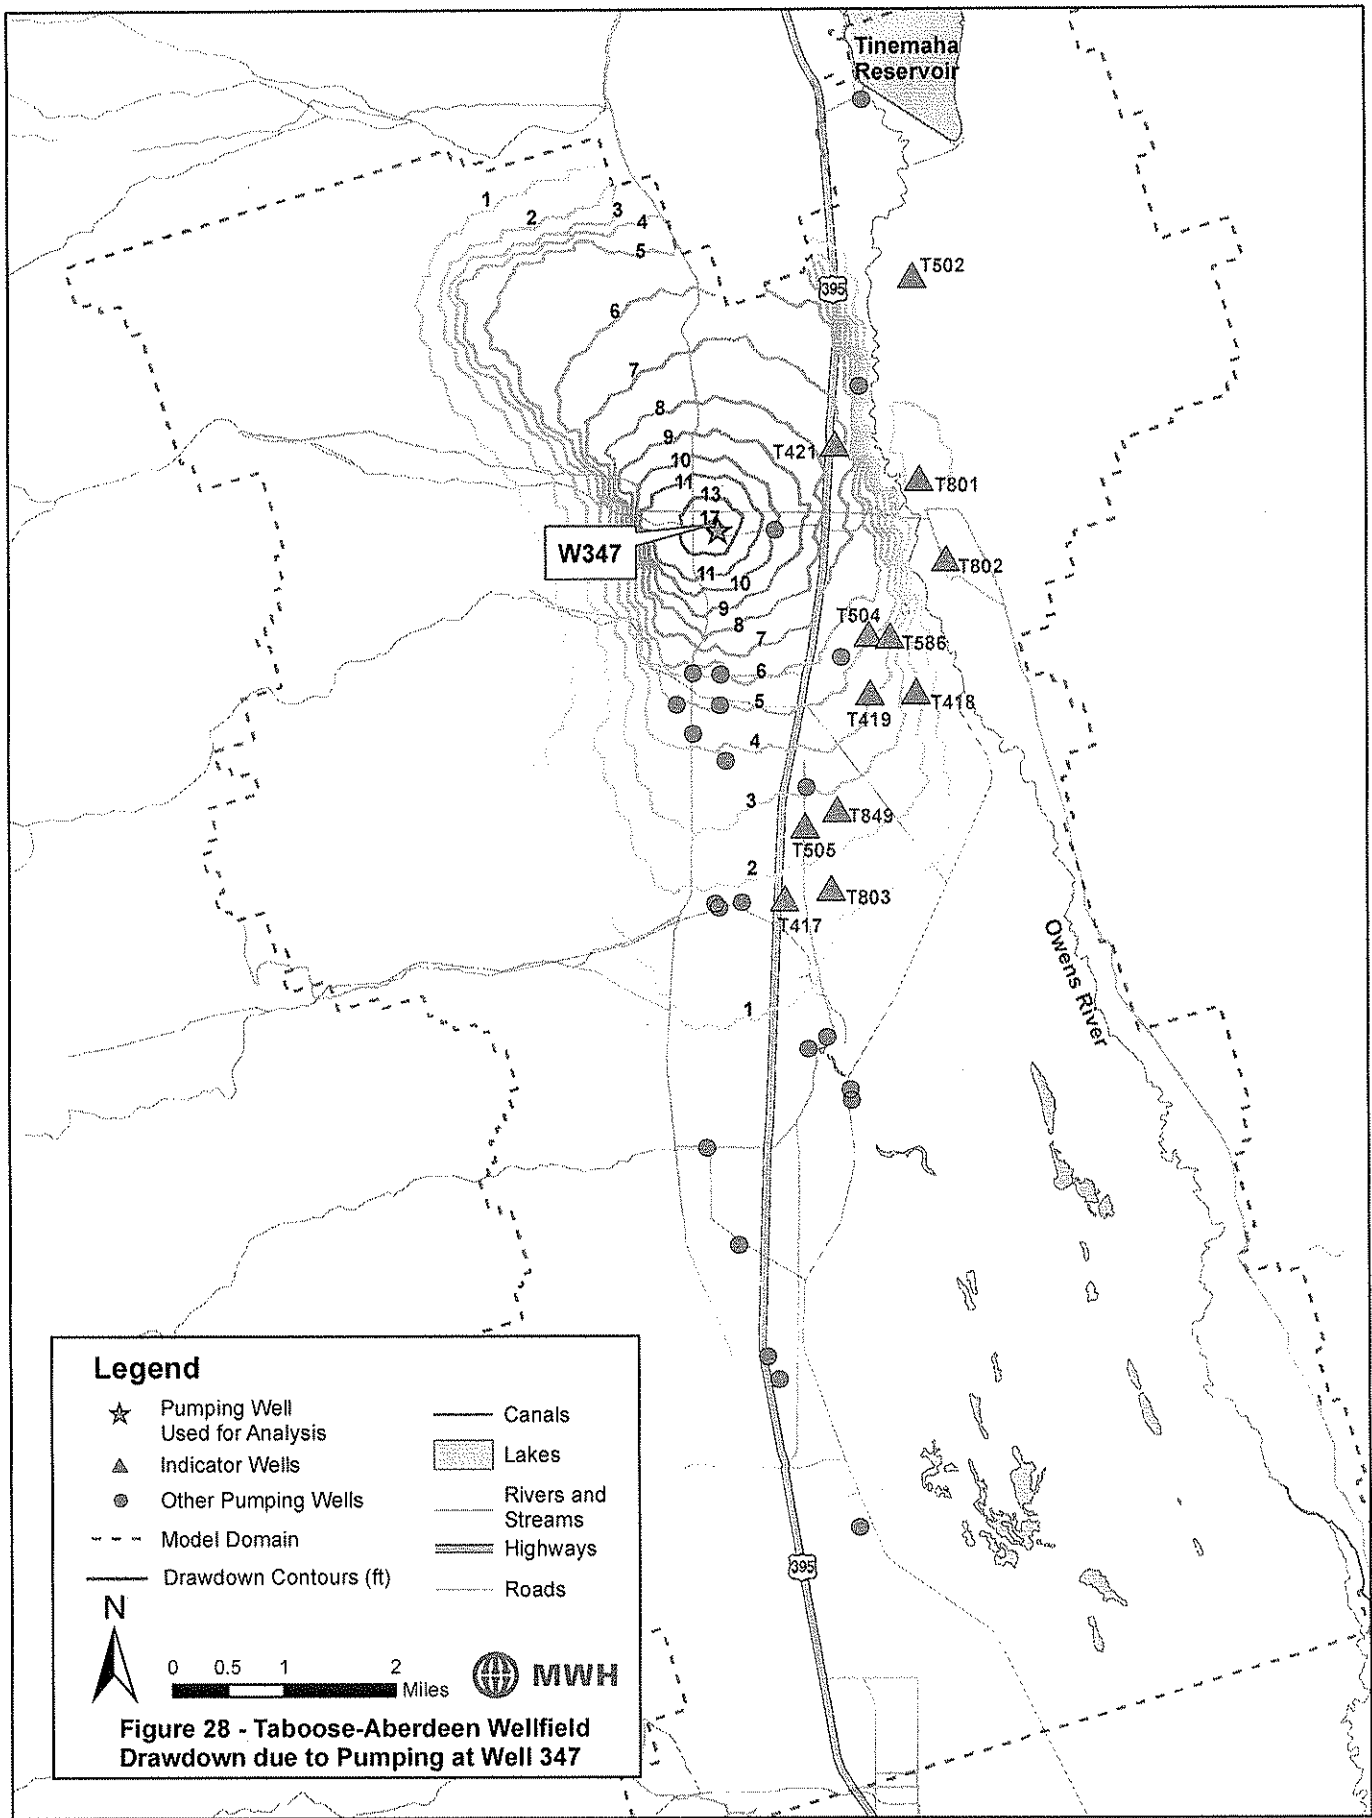 Tinemaha
Reservoir
1
2
3
4
5
T502
395
6
7
8
9
T421
10
T801
11
13
17
W347
T802
11
10
9
T504
8
T586
7
6
5
T419
T418
4
3
T849
T505
2
T803
T417
Owens River
1
395
Legend
Pumping Well
Used for Analysis
Indicator Wells
Other Pumping Wells
Model Domain
Drawdown Contours (ft)
Canals
Lakes
Rivers and
Streams
Highways
Roads
N
0 0.5 1 2
Miles
MWH
Figure 28 - Taboose-Aberdeen Wellfield
Drawdown due to Pumping at Well 347